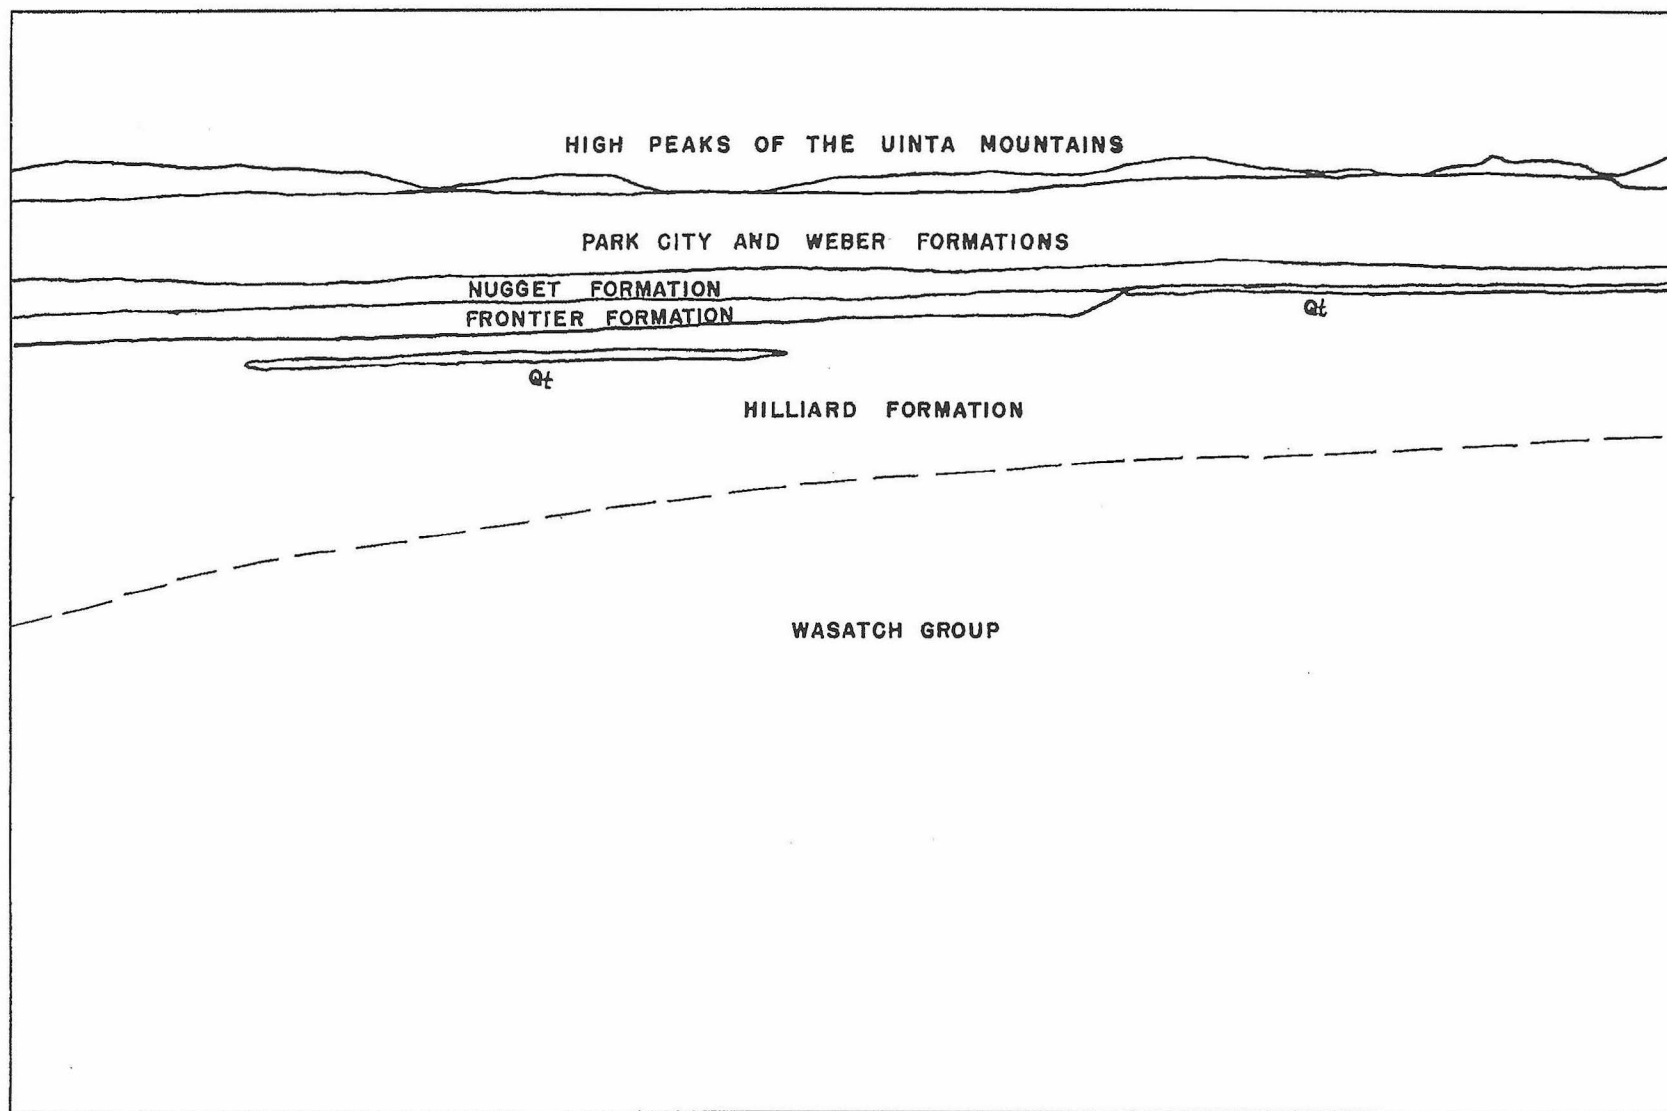 HIGH PEAKS OF THE UINTA MOUNTAINS
PARK CITY AND WEBER FORMATIONS
NUGGET FORMATION
Qt
FRONTIER FORMATION
Qt
HILLIARD FORMATION
WASATCH GROUP